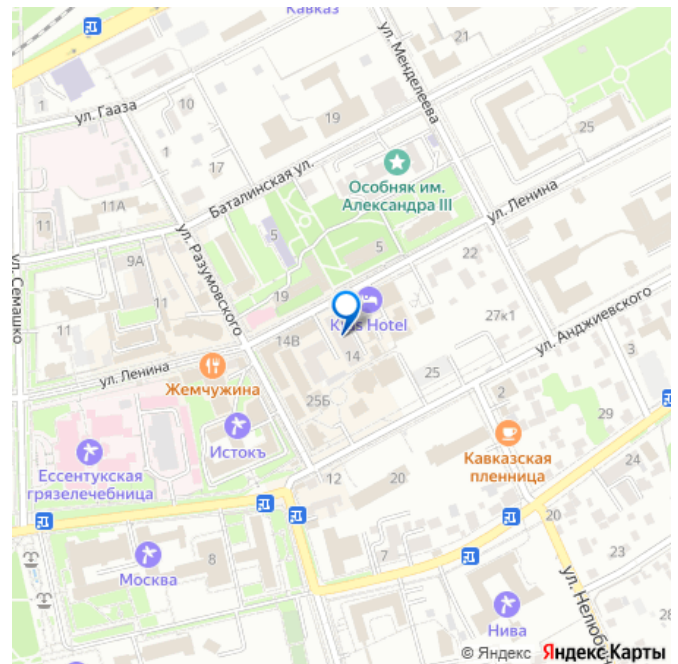 Кавказ
21
ул. Менделеева
1
ул. Гааза
10
19
25
1
17
Баталинская ул.
Особняк им.
Александра III
11А
11
ул. Ленина
5
5
ул. Разумовского
9А
22
ул. Семашко
19
11
11
Hotel
27к1
14В
14
ул. Анджиевского
ул. Ленина
3
Жемчужина
25
2
25Б
29
Истокъ
Кавказская
пленница
24
Ессентукская
грязелечебница
12
20
20
7
23
8
Москва
ул. Нелюб
28
Нива
© Яндекс Яндекс Карты